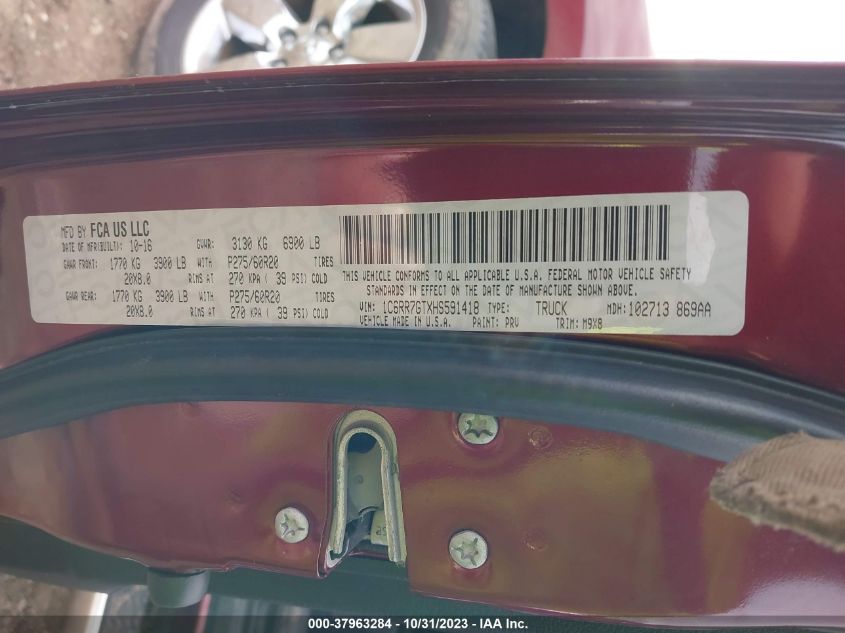 MFD BY FCA US LLC
DATE OF MFR(BUILT): 10-16 GVWR: 3130 KG 6900 LB
GAWR FRONT: 1770 KG 3900 LB WITH P275/60R20 TIRES
20X8.0 RIMS AT 270 KPA ( 39 PSI) COLD
GAWR REAR: 1770 KG 3900 LB WITH P275/60R20 TIRES
20X8.0 RIMS AT 270 KPA ( 39 PSI) COLD
THIS VEHICLE CONFORMS TO ALL APPLICABLE U.S.A. FEDERAL MOTOR VEHICLE SAFETY
STANDARDS IN EFFECT ON THE DATE OF MANUFACTURE SHOWN ABOVE.
VIN: 1C6RR7GTXHS591418 TYPE: TRUCK MDH: 102713 869AA
VEHICLE MADE IN U.S.A. PAINT: PRV TRIM: M9X8
000-37963284 - 10/31/2023 - IAA Inc.